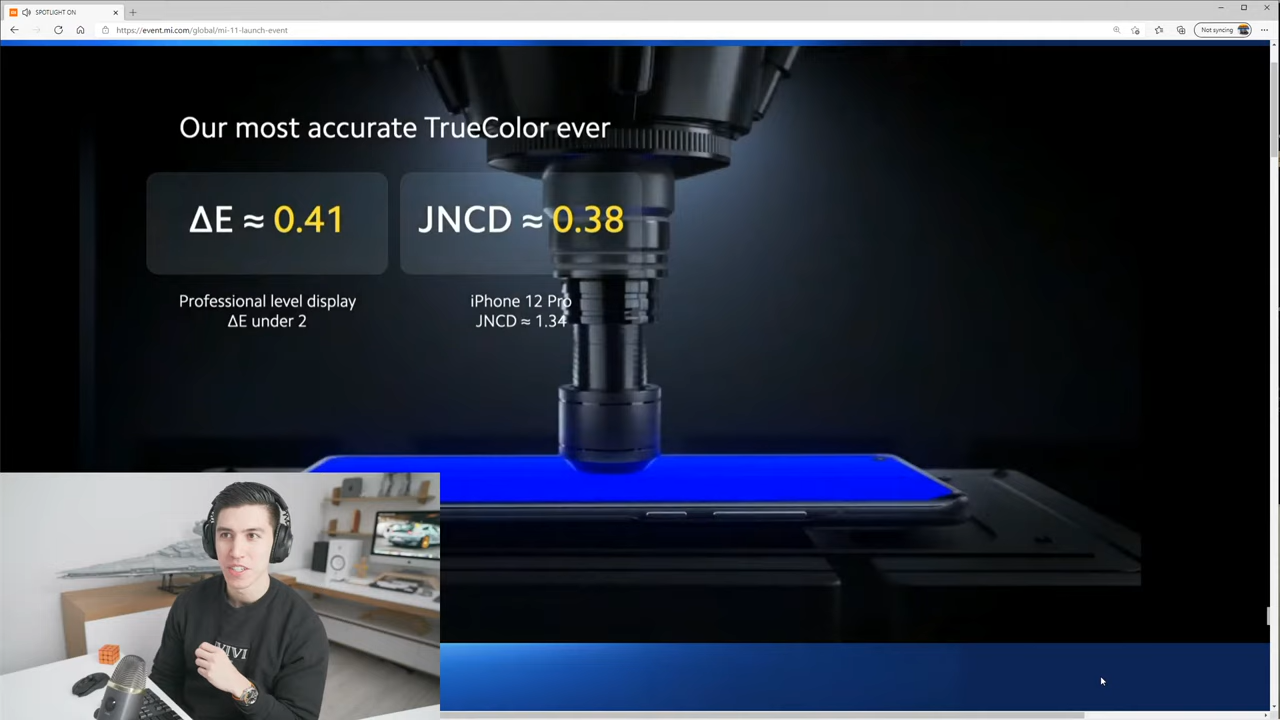 SPOTLIGHT ON
https://event.mi.com/global/mi-11-launch-event
Not syncing
Our most accurate TrueColor ever
ΔE ≈ 0.41
JNCD ≈ 0.38
Professional level display
ΔE under 2
iPhone 12 Pro
JNCD ≈ 1.34